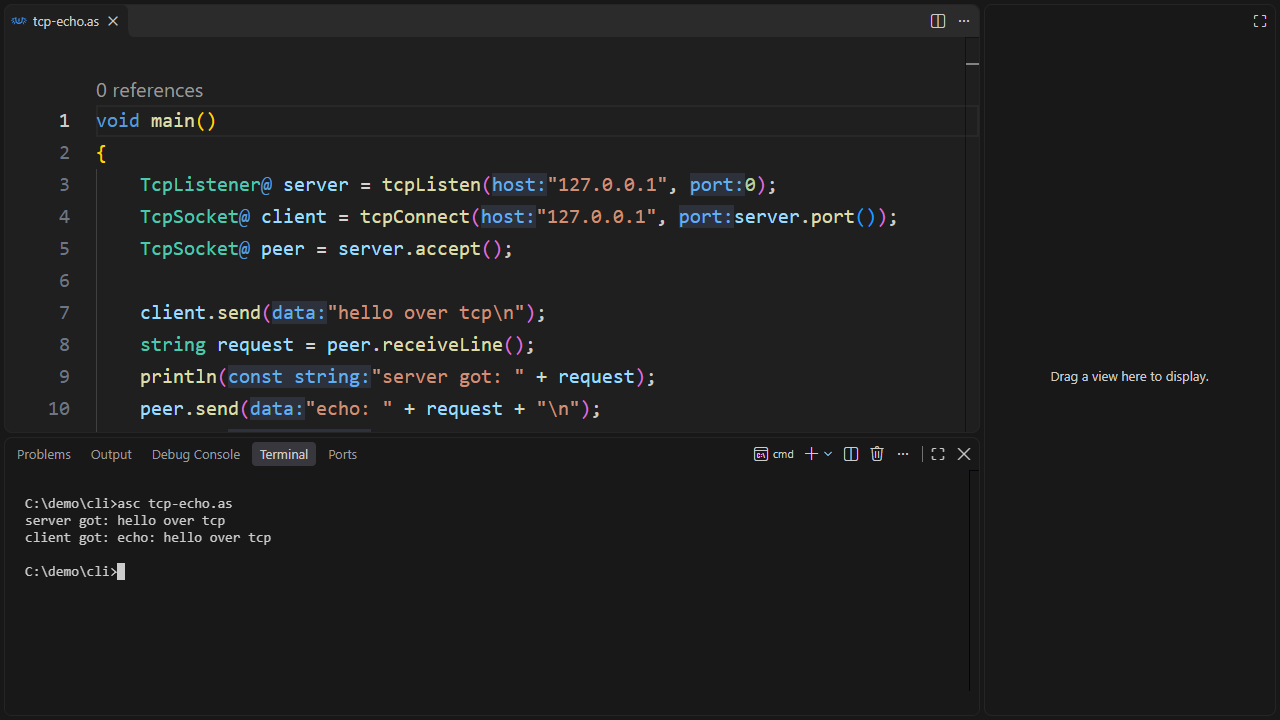 tcp-echo.as
0 references
1 void main()
2 {
3 TcpListener@ server = tcpListen(host:"127.0.0.1", port:0);
4 TcpSocket@ client = tcpConnect(host:"127.0.0.1", port:server.port());
5 TcpSocket@ peer = server.accept();
6
7 client.send(data:"hello over tcp\n");
8 string request = peer.receiveLine();
9 println(const string:"server got: " + request);
10 peer.send(data:"echo: " + request + "\n");
Drag a view here to display.
Problems Output Debug Console Terminal Ports cmd
C:\demo\cli>asc tcp-echo.as
server got: hello over tcp
client got: echo: hello over tcp
C:\demo\cli>